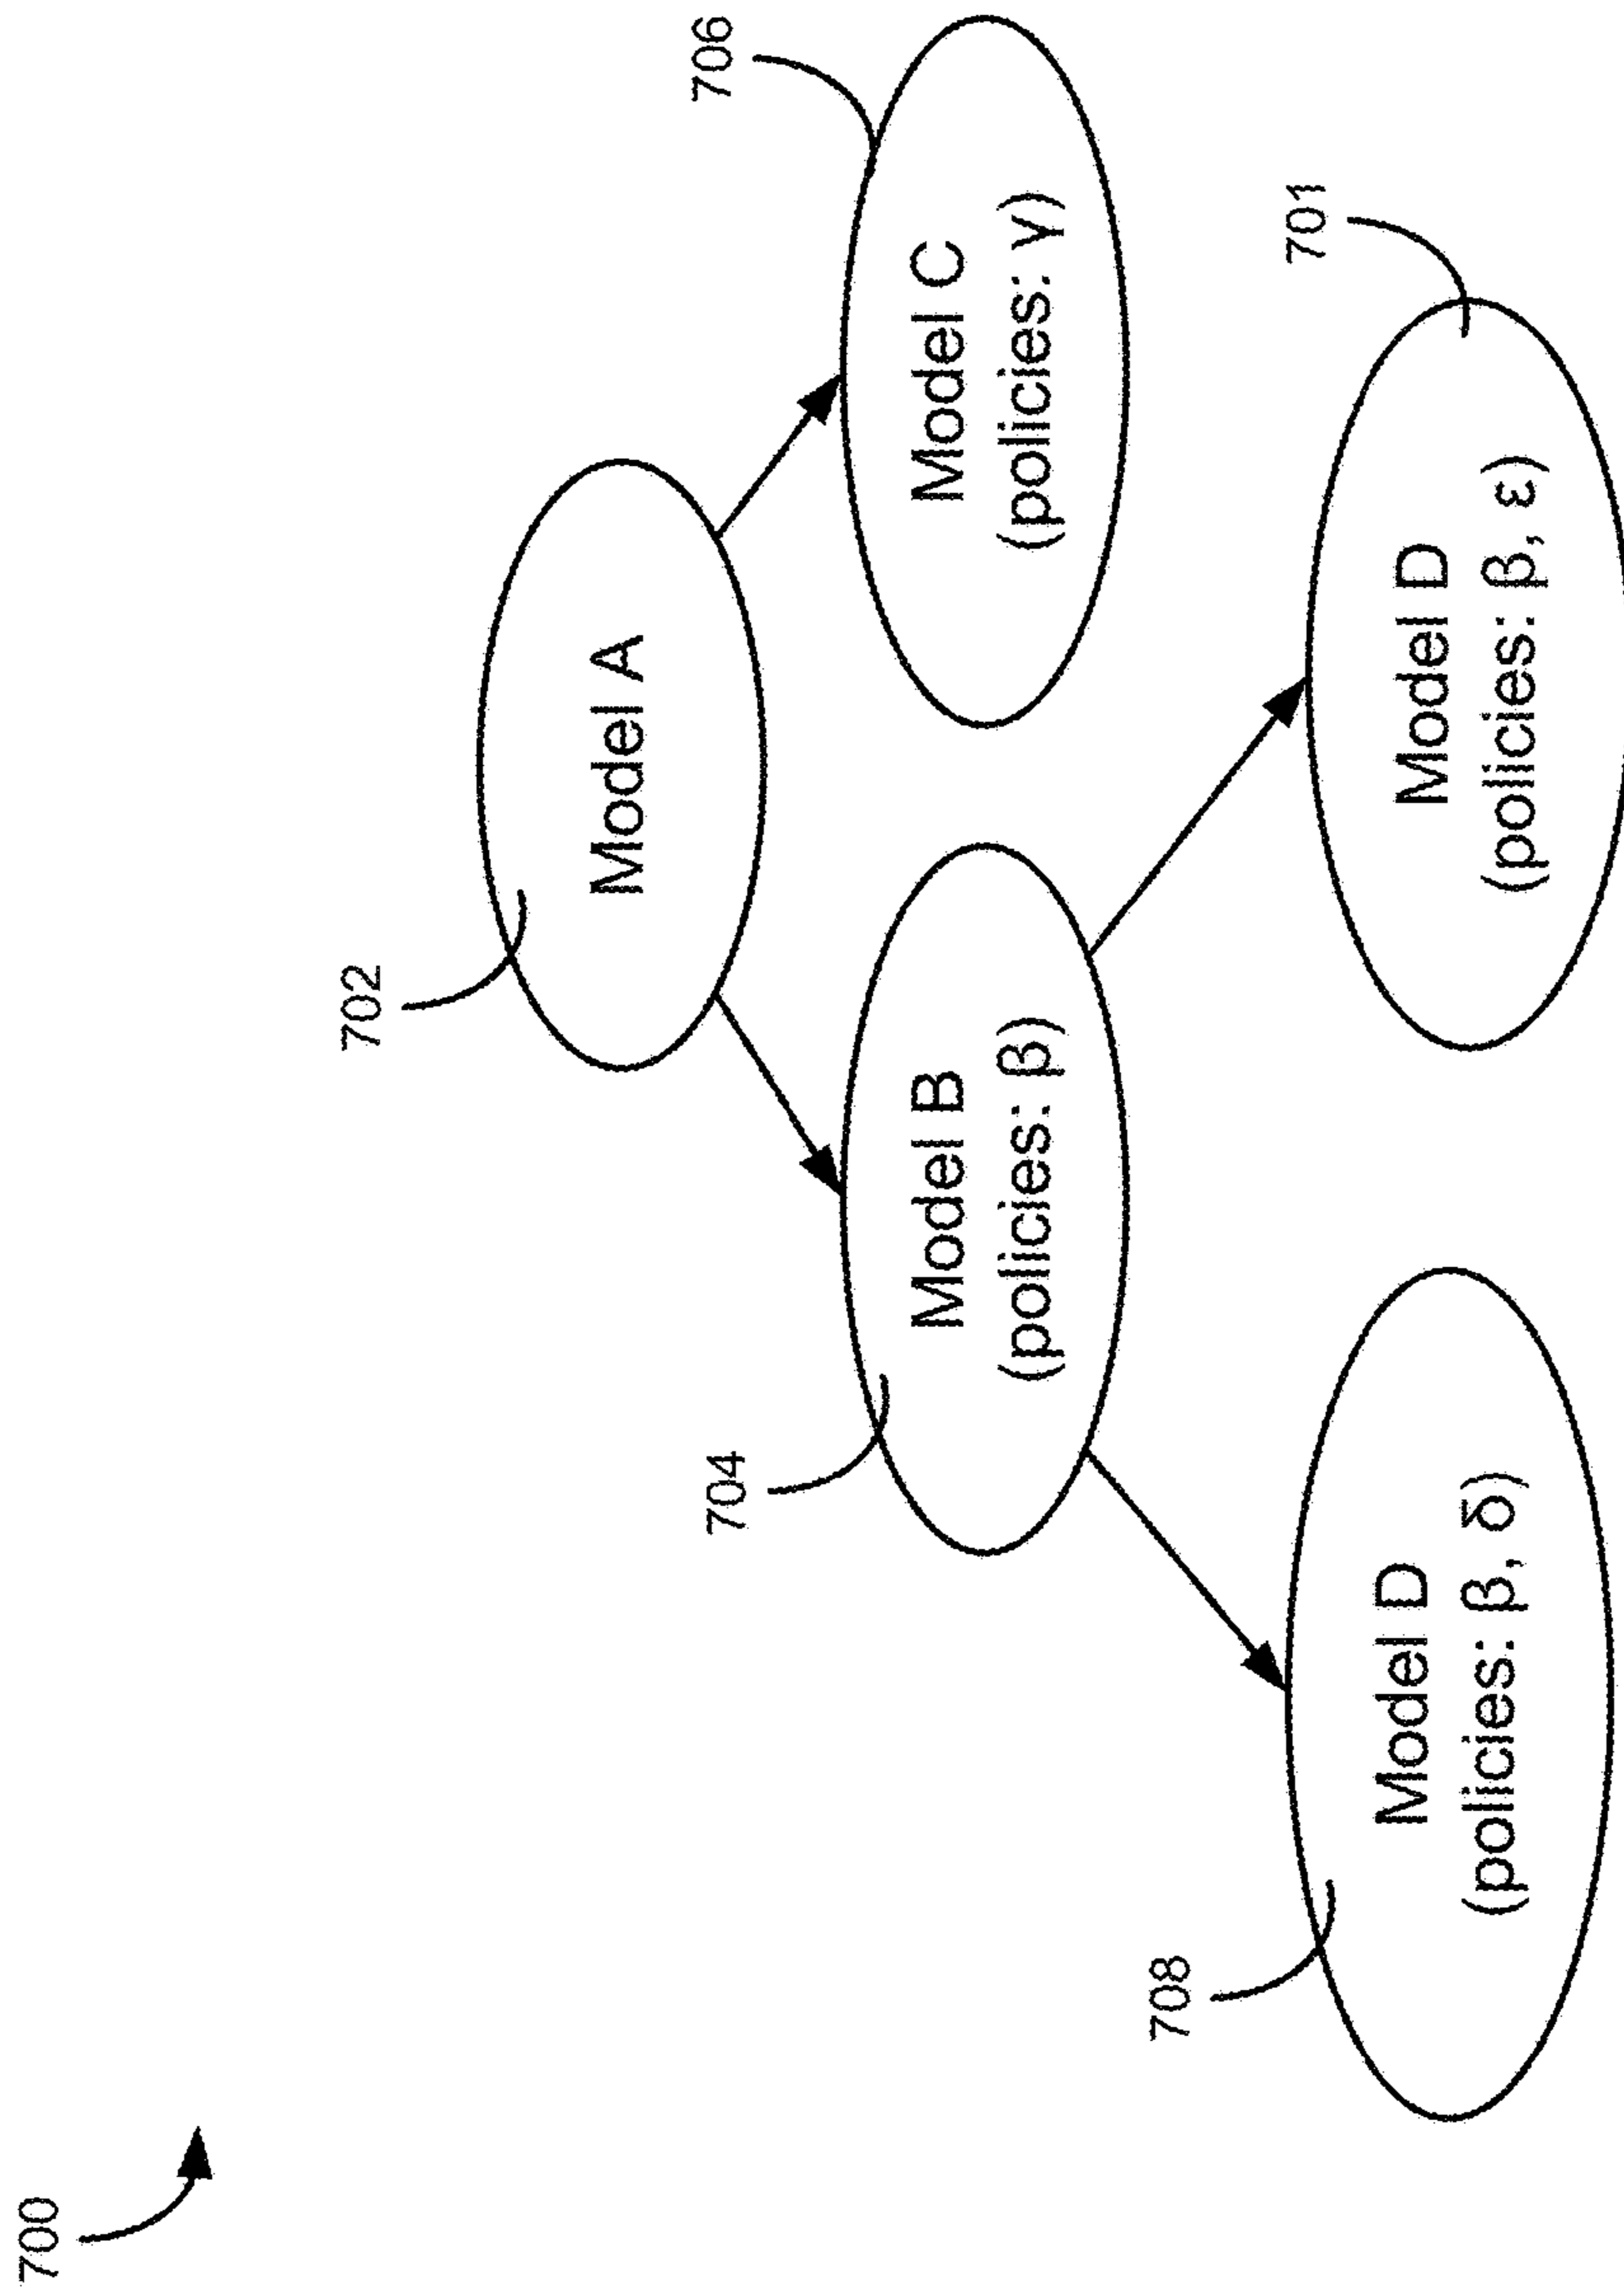 700
702
Model A
704
Model B
(policies: β)
706
Model C
(policies: γ)
708
Model D
(policies: β, δ)
701
Model D
(policies: β, ε)